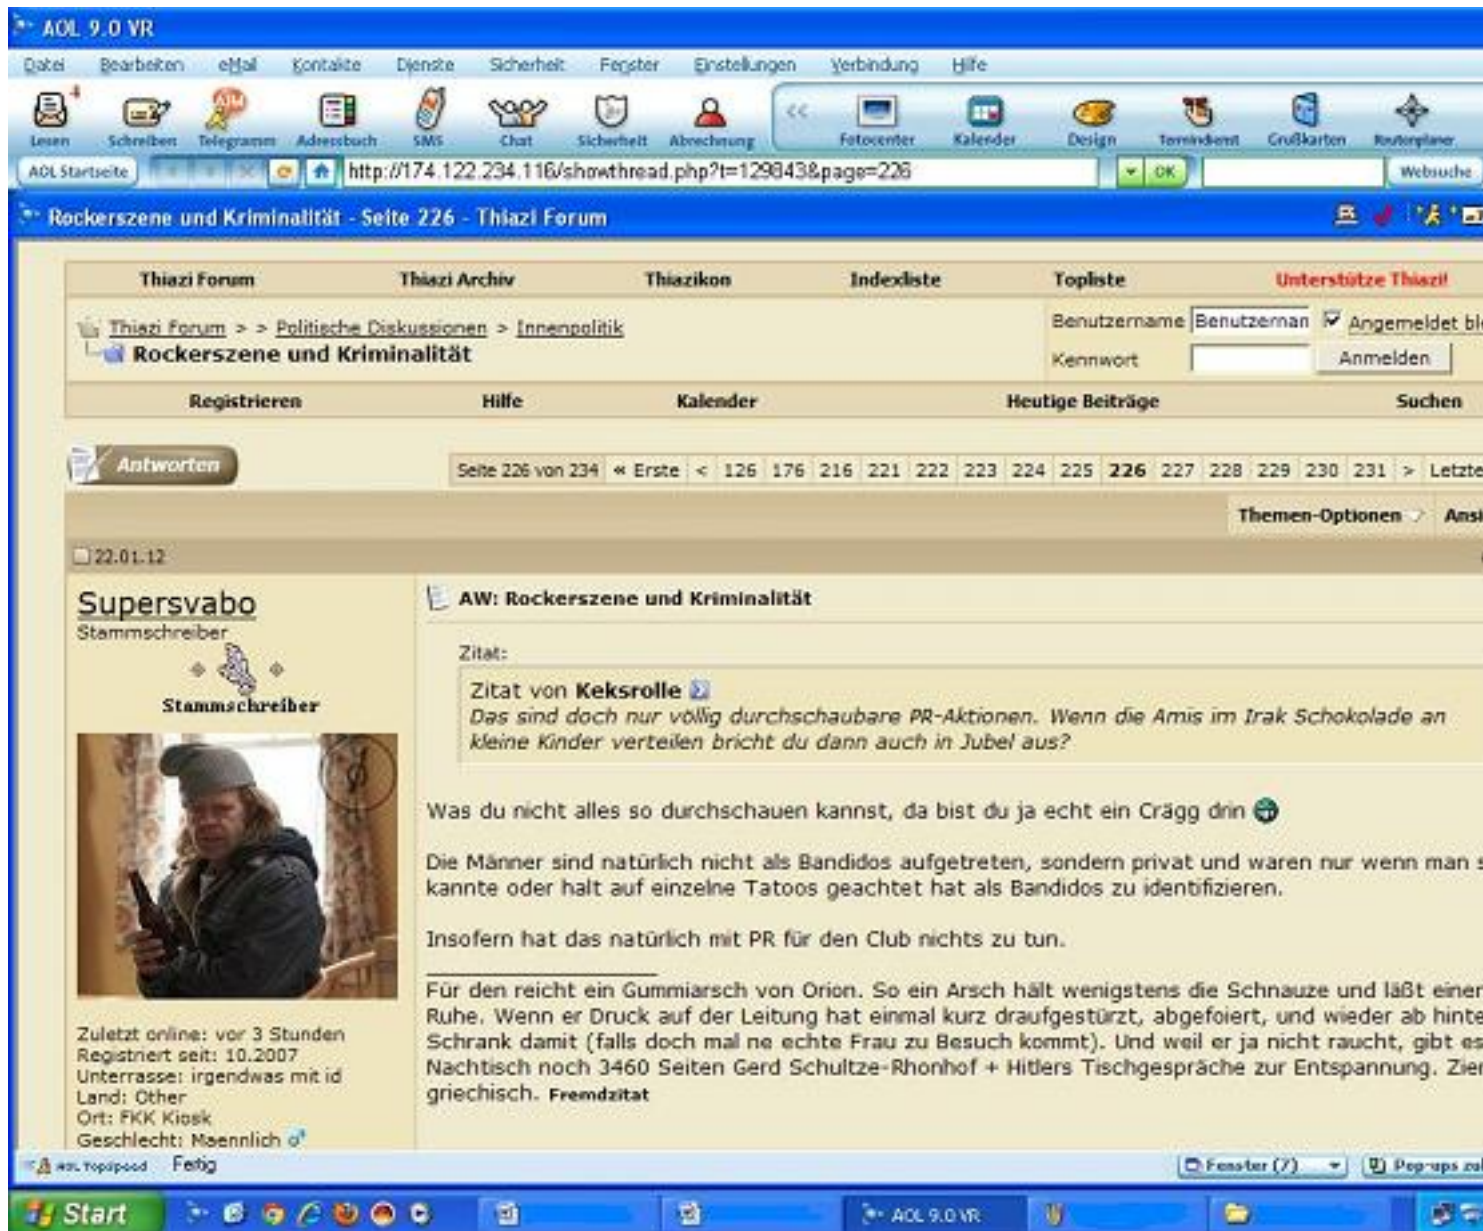 AOL 9.0 VR
Datei Bearbeiten eMail Kontakte Dienste Sicherheit Fenster Einstellungen Verbindung Hilfe
4
AIM
Lesen Schreiben Telegramm Adressbuch SMS Chat Sicherheit Abrechnung << Fotocenter Kalender Design Termindienst Grußkarten Routenplaner
AOL Startseite http://174.122.234.116/showthread.php?t=129843&page=226 OK Websuche
Rockerszene und Kriminalität - Seite 226 - Thiazi Forum
Thiazi Forum Thiazi Archiv Thiazikon Indexliste Topliste Unterstütze Thiazi!
Thiazi Forum > > Politische Diskussionen > Innenpolitik
Rockerszene und Kriminalität
Benutzername Benutzernan Angemeldet ble
Kennwort Anmelden
Registrieren Hilfe Kalender Heutige Beiträge Suchen
Antworten
Seite 226 von 234 « Erste < 126 176 216 221 222 223 224 225 226 227 228 229 230 231 > Letzte
Themen-Optionen Ansi
22.01.12
Supersvabo
Stammschreiber
Stammschreiber
Zuletzt online: vor 3 Stunden
Registriert seit: 10.2007
Unterrasse: irgendwas mit id
Land: Other
Ort: FKK Kiosk
Geschlecht: Maennlich ♂
AW: Rockerszene und Kriminalität
Zitat:
Zitat von Keksrolle
Das sind doch nur völlig durchschaubare PR-Aktionen. Wenn die Amis im Irak Schokolade an
kleine Kinder verteilen bricht du dann auch in Jubel aus?
Was du nicht alles so durchschauen kannst, da bist du ja echt ein Crägg drin
Die Männer sind natürlich nicht als Bandidos aufgetreten, sondern privat und waren nur wenn man s
kannte oder halt auf einzelne Tatoos geachtet hat als Bandidos zu identifizieren.
Insofern hat das natürlich mit PR für den Club nichts zu tun.
Für den reicht ein Gummiarsch von Orion. So ein Arsch hält wenigstens die Schnauze und läßt einer
Ruhe. Wenn er Druck auf der Leitung hat einmal kurz draufgestürzt, abgefoiert, und wieder ab hinte
Schrank damit (falls doch mal ne echte Frau zu Besuch kommt). Und weil er ja nicht raucht, gibt es
Nachtisch noch 3460 Seiten Gerd Schultze-Rhonhof + Hitlers Tischgespräche zur Entspannung. Zier
griechisch. Fremdzitat
AOL TopSpeed Fertig Fenster (7) Pop-ups zul
Start AOL 9.0 VR